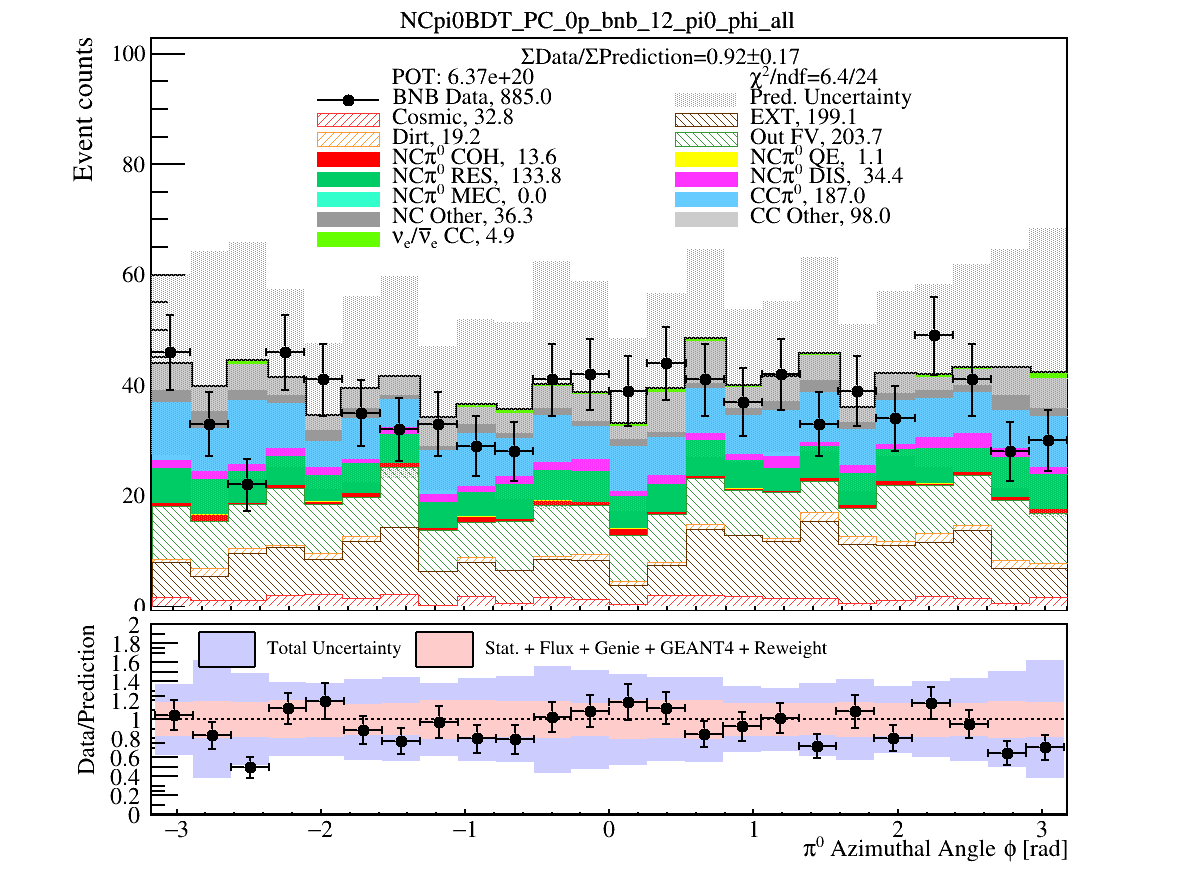 NCpi0BDT_PC_0p_bnb_12_pi0_phi_all
ΣData/ΣPrediction=0.92±0.17
POT: 6.37e+20 χ²/ndf=6.4/24
BNB Data, 885.0 Pred. Uncertainty
Cosmic, 32.8 EXT, 199.1
Dirt, 19.2 Out FV, 203.7
NCπ⁰ COH, 13.6 NCπ⁰ QE, 1.1
NCπ⁰ RES, 133.8 NCπ⁰ DIS, 34.4
NCπ⁰ MEC, 0.0 CCπ⁰, 187.0
NC Other, 36.3 CC Other, 98.0
νₑ/ν̅ₑ CC, 4.9
Event counts
100
80
60
40
20
0
Total Uncertainty Stat. + Flux + Genie + GEANT4 + Reweight
Data/Prediction
2
1.8
1.6
1.4
1.2
1
0.8
0.6
0.4
0.2
0
−3 −2 −1 0 1 2 3
π⁰ Azimuthal Angle ϕ [rad]